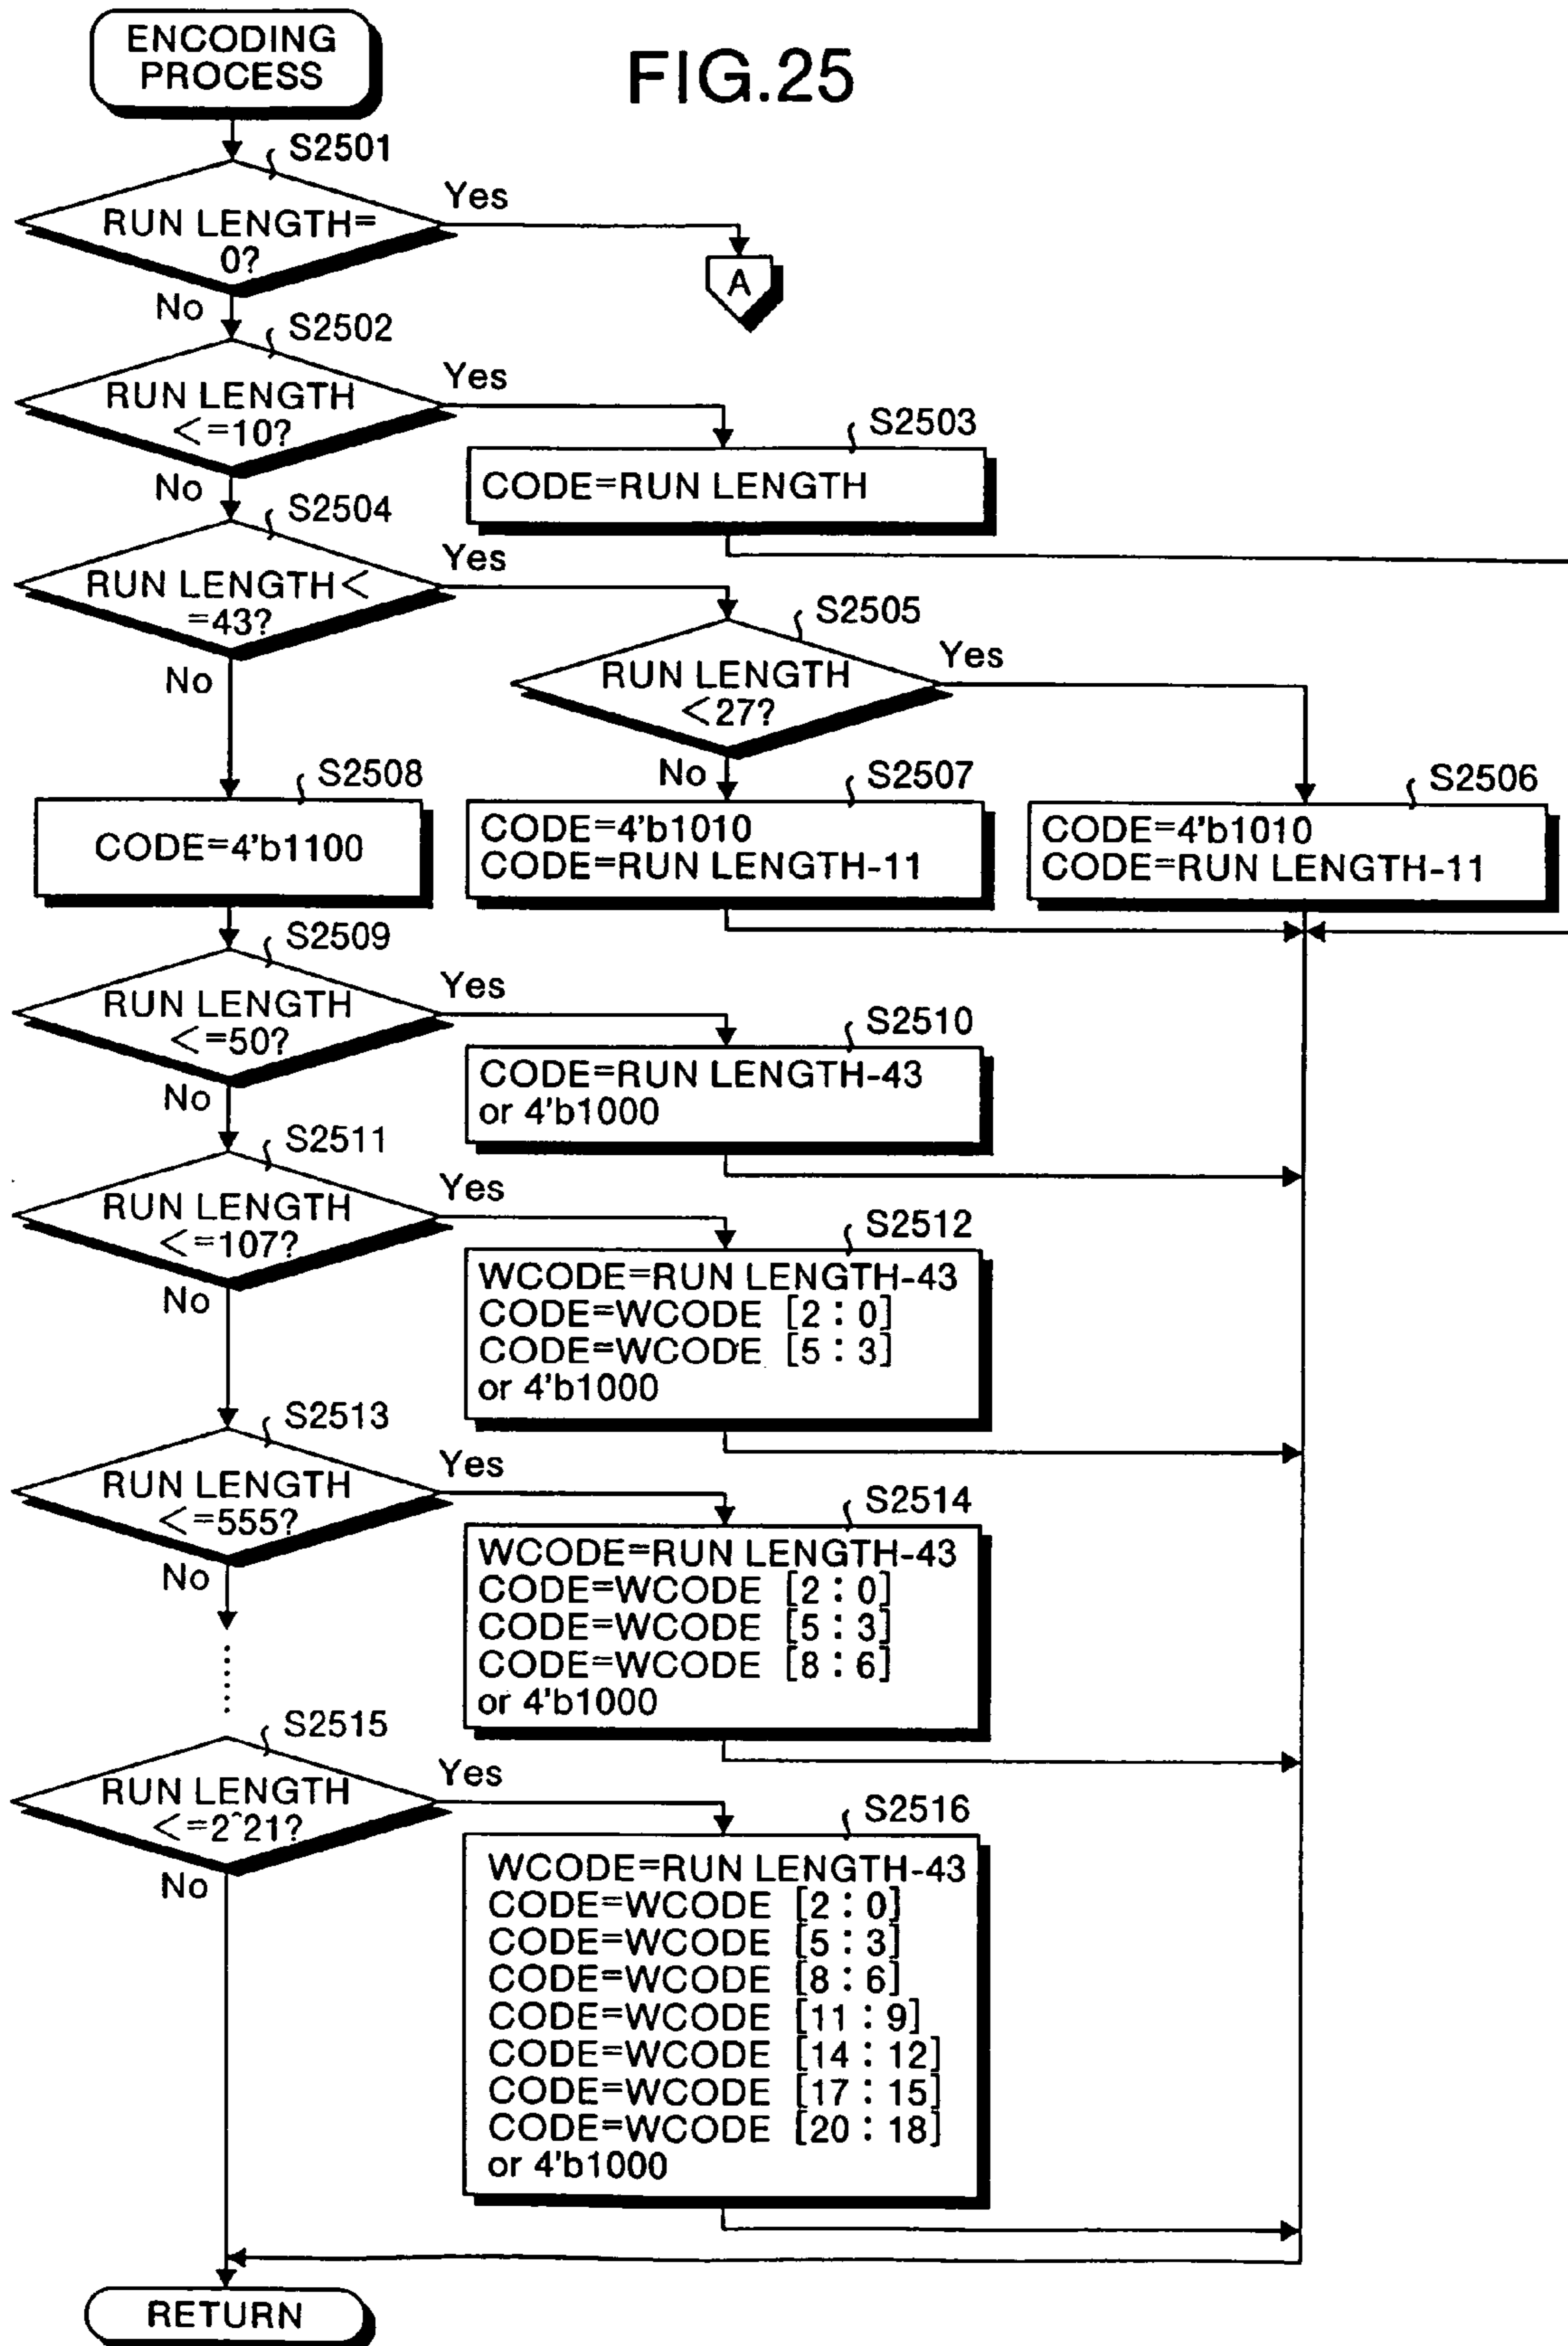 ENCODING
PROCESS
FIG.25
S2501
RUN LENGTH=
0?
Yes
A
No
S2502
RUN LENGTH
<=10?
Yes
S2503
CODE=RUN LENGTH
No
S2504
RUN LENGTH<
=43?
Yes
S2505
RUN LENGTH
<27?
Yes
No
No
S2508
CODE=4'b1100
S2507
CODE=4'b1010
CODE=RUN LENGTH-11
S2506
CODE=4'b1010
CODE=RUN LENGTH-11
S2509
RUN LENGTH
<=50?
Yes
S2510
CODE=RUN LENGTH-43
or 4'b1000
No
S2511
RUN LENGTH
<=107?
Yes
S2512
WCODE=RUN LENGTH-43
CODE=WCODE [2 : 0]
CODE=WCODE [5 : 3]
or 4'b1000
No
S2513
RUN LENGTH
<=555?
Yes
S2514
WCODE=RUN LENGTH-43
CODE=WCODE [2 : 0]
CODE=WCODE [5 : 3]
CODE=WCODE [8 : 6]
or 4'b1000
No
S2515
RUN LENGTH
<=2^21?
Yes
S2516
WCODE=RUN LENGTH-43
CODE=WCODE [2 : 0]
CODE=WCODE [5 : 3]
CODE=WCODE [8 : 6]
CODE=WCODE [11 : 9]
CODE=WCODE [14 : 12]
CODE=WCODE [17 : 15]
CODE=WCODE [20 : 18]
or 4'b1000
No
RETURN